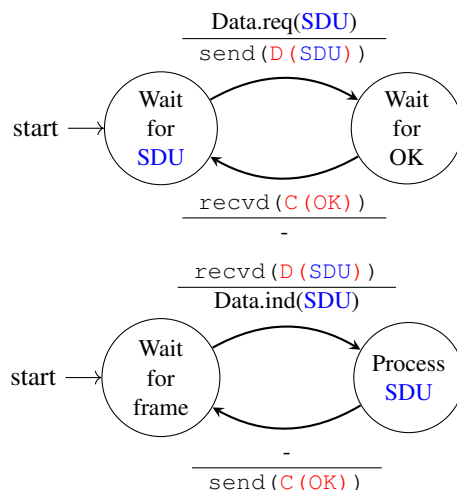 Data.req(SDU)
send(D(SDU))
start
Wait
for
SDU
Wait
for
OK
recvd(C(OK))
-
recvd(D(SDU))
Data.ind(SDU)
start
Wait
for
frame
Process
SDU
-
send(C(OK))